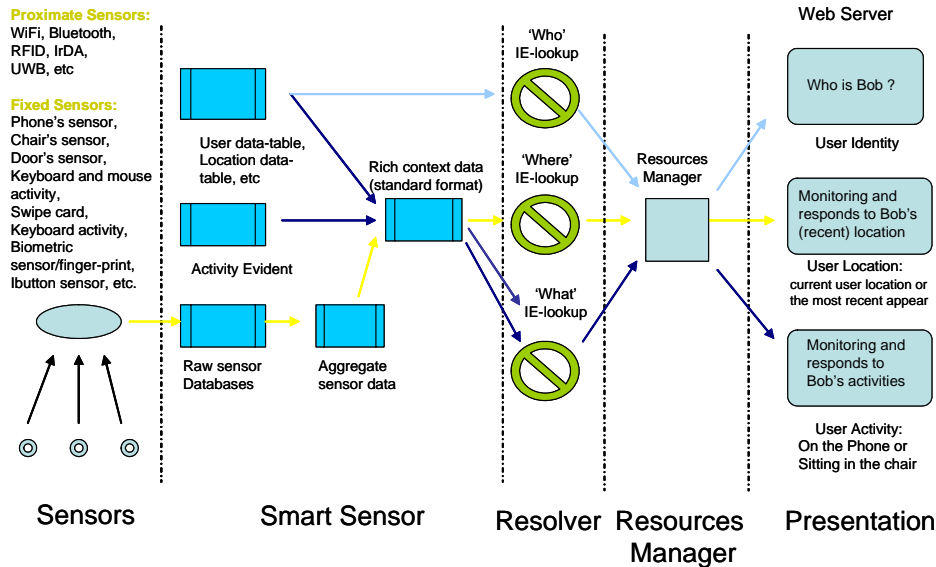 Proximate Sensors:
WiFi, Bluetooth,
RFID, IrDA,
UWB, etc
Fixed Sensors:
Phone's sensor,
Chair's sensor,
Door's sensor,
Keyboard and mouse
activity,
Swipe card,
Keyboard activity,
Biometric
sensor/finger-print,
Ibutton sensor, etc.
User data-table,
Location data-
table, etc
Activity Evident
Raw sensor
Databases
Aggregate
sensor data
Rich context data
(standard format)
'Who'
IE-lookup
'Where'
IE-lookup
'What'
IE-lookup
Resources
Manager
Web Server
Who is Bob ?
User Identity
Monitoring and
responds to Bob's
(recent) location
User Location:
current user location or
the most recent appear
Monitoring and
responds to
Bob's activities
User Activity:
On the Phone or
Sitting in the chair
Sensors
Smart Sensor
Resolver
Resources
Manager
Presentation